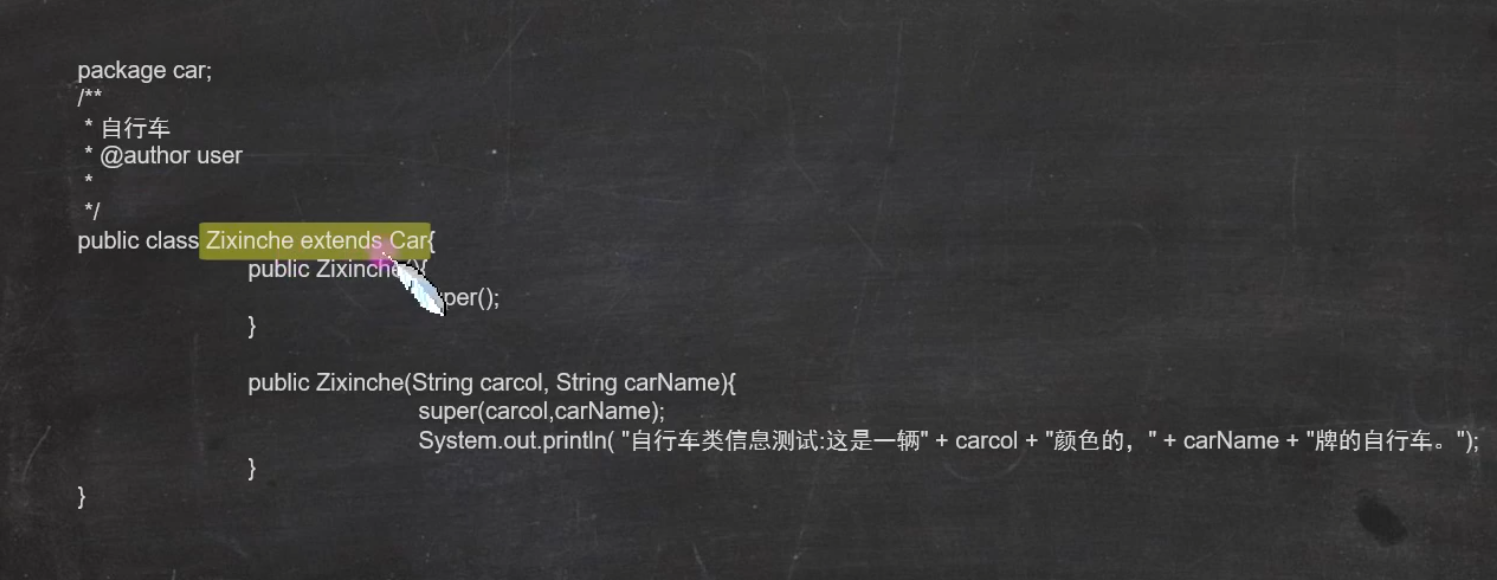 package car;
/**
* 自行车
* @author user
*
*/
public class Zixinche extends Car{
public Zixinche(){
per();
}
public Zixinche(String carcol, String carName){
super(carcol,carName);
System.out.println( "自行车类信息测试:这是一辆" + carcol + "颜色的，" + carName + "牌的自行车。");
}
}